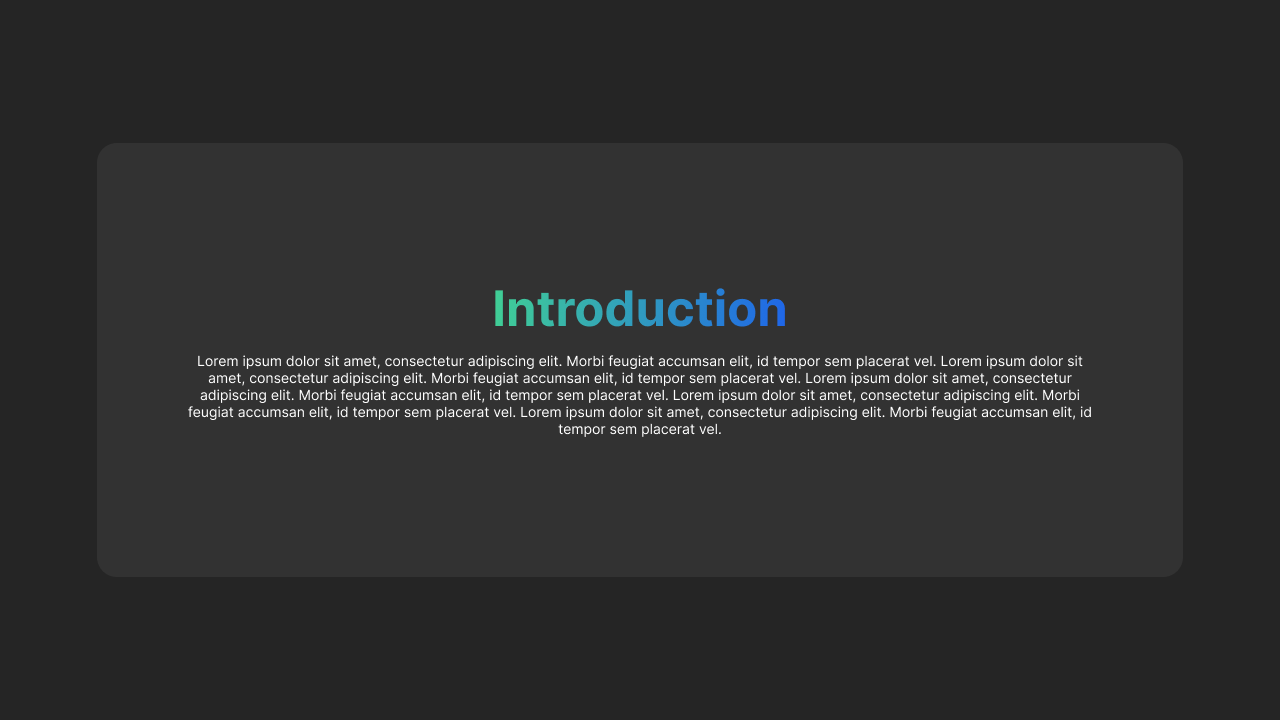 Introduction
Lorem ipsum dolor sit amet, consectetur adipiscing elit. Morbi feugiat accumsan elit, id tempor sem placerat vel. Lorem ipsum dolor sit
amet, consectetur adipiscing elit. Morbi feugiat accumsan elit, id tempor sem placerat vel. Lorem ipsum dolor sit amet, consectetur
adipiscing elit. Morbi feugiat accumsan elit, id tempor sem placerat vel. Lorem ipsum dolor sit amet, consectetur adipiscing elit. Morbi
feugiat accumsan elit, id tempor sem placerat vel. Lorem ipsum dolor sit amet, consectetur adipiscing elit. Morbi feugiat accumsan elit, id
tempor sem placerat vel.